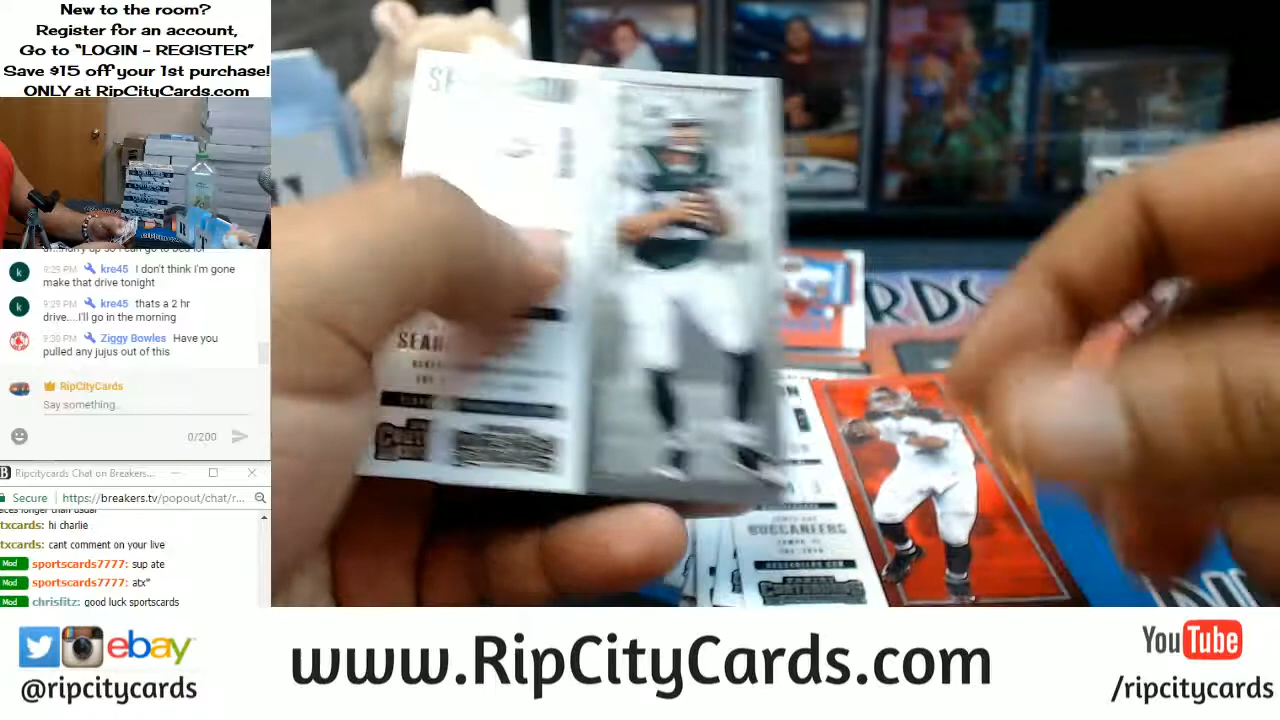 New to the room?
Register for an account,
Go to “LOGIN - REGISTER”
Save $15 off your 1st purchase!
ONLY at RipCityCards.com
8:29 PM kre45 I don't think i'm gone
make that drive tonight
9:29 PM kre45 thats a 2 hr
drive....I'll go in the morning
9:30 PM Ziggy Bowles Have you
pulled any jujus out of this
RipCityCards
Say something...
0/200
Ripcitycards Chat on Breakers...
Secure https://breakers.tv/popout/chat/r...
txcards: hi charlie
txcards: cant comment on your live
Mod sportscards7777: sup ate
Mod sportscards7777: atx*
Mod chrisfitz: good luck sportscards
SEA
BUCCANEERS
RDS
ebay
@ripcitycards
www.RipCityCards.com
YouTube
/ripcitycards